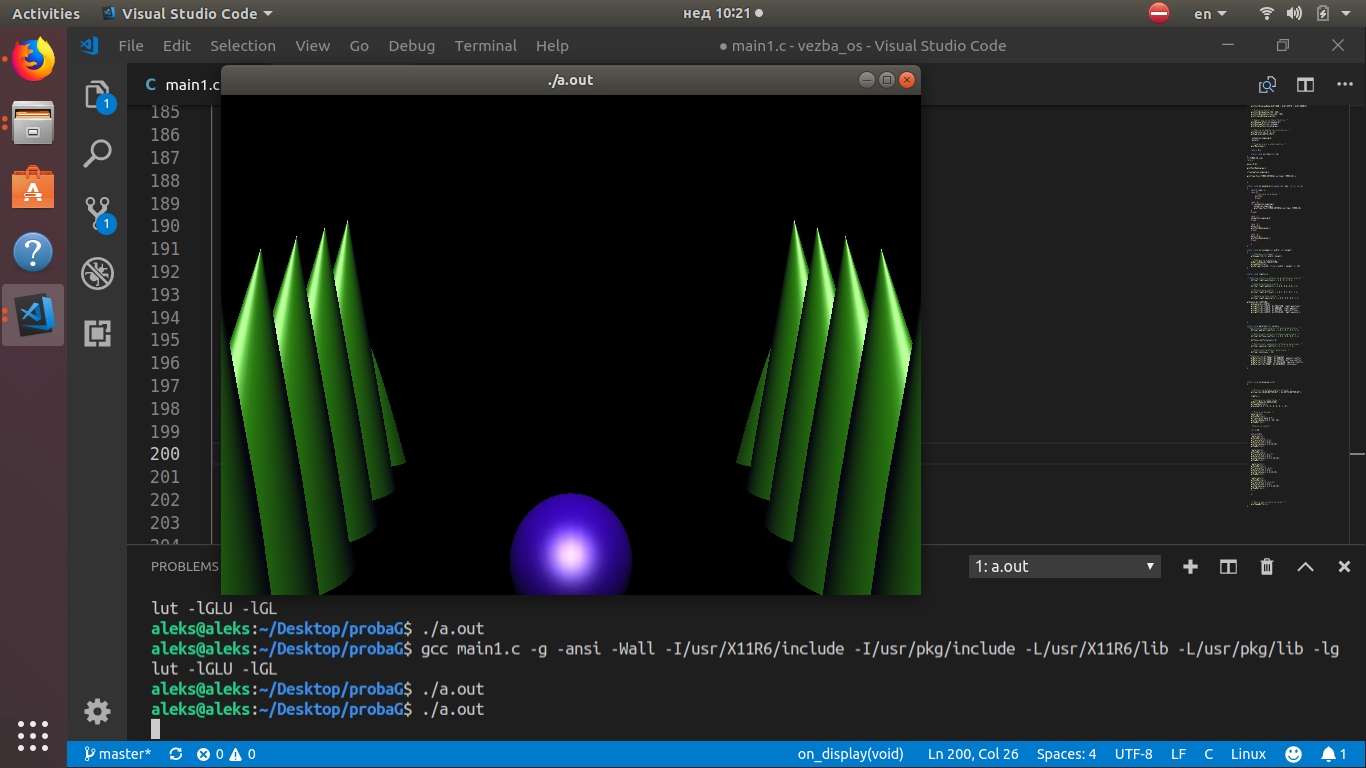 Activities
Visual Studio Code
нед 10:21
en
File Edit Selection View Go Debug Terminal Help
● main1.c - vezba_os - Visual Studio Code
C main1.c
./a.out
1
1
185
186
187
188
189
190
191
192
193
194
195
196
197
198
199
200
201
202
203
204
PROBLEMS
1: a.out
lut -lGLU -lGL
aleks@aleks:~/Desktop/probaG$ ./a.out
aleks@aleks:~/Desktop/probaG$ gcc main1.c -g -ansi -Wall -I/usr/X11R6/include -I/usr/pkg/include -L/usr/X11R6/lib -L/usr/pkg/lib -lg
lut -lGLU -lGL
aleks@aleks:~/Desktop/probaG$ ./a.out
aleks@aleks:~/Desktop/probaG$ ./a.out
master* 0 0 on_display(void) Ln 200, Col 26 Spaces: 4 UTF-8 LF C Linux 1